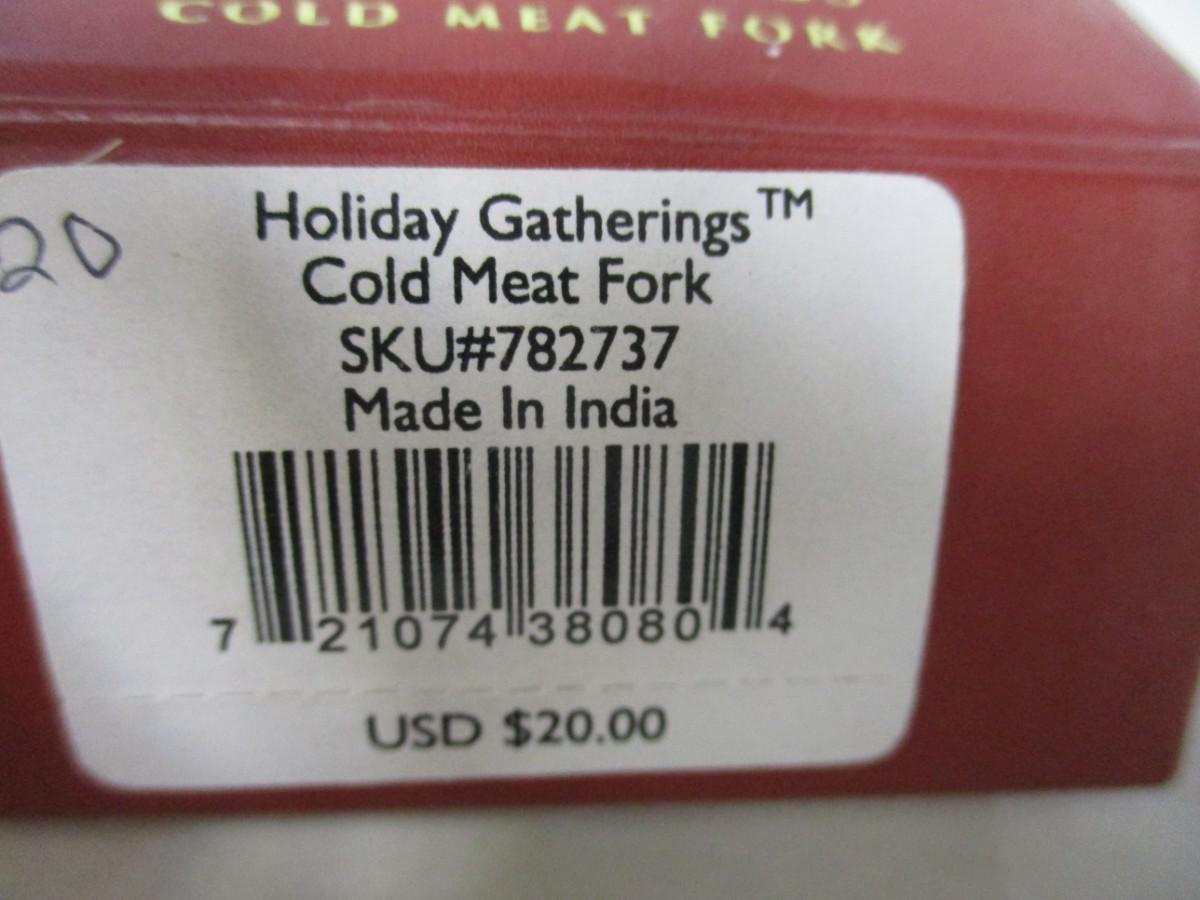 COLD MEAT FORK
20
Holiday Gatherings™
Cold Meat Fork
SKU#782737
Made In India
7 21074 38080 4
USD $20.00